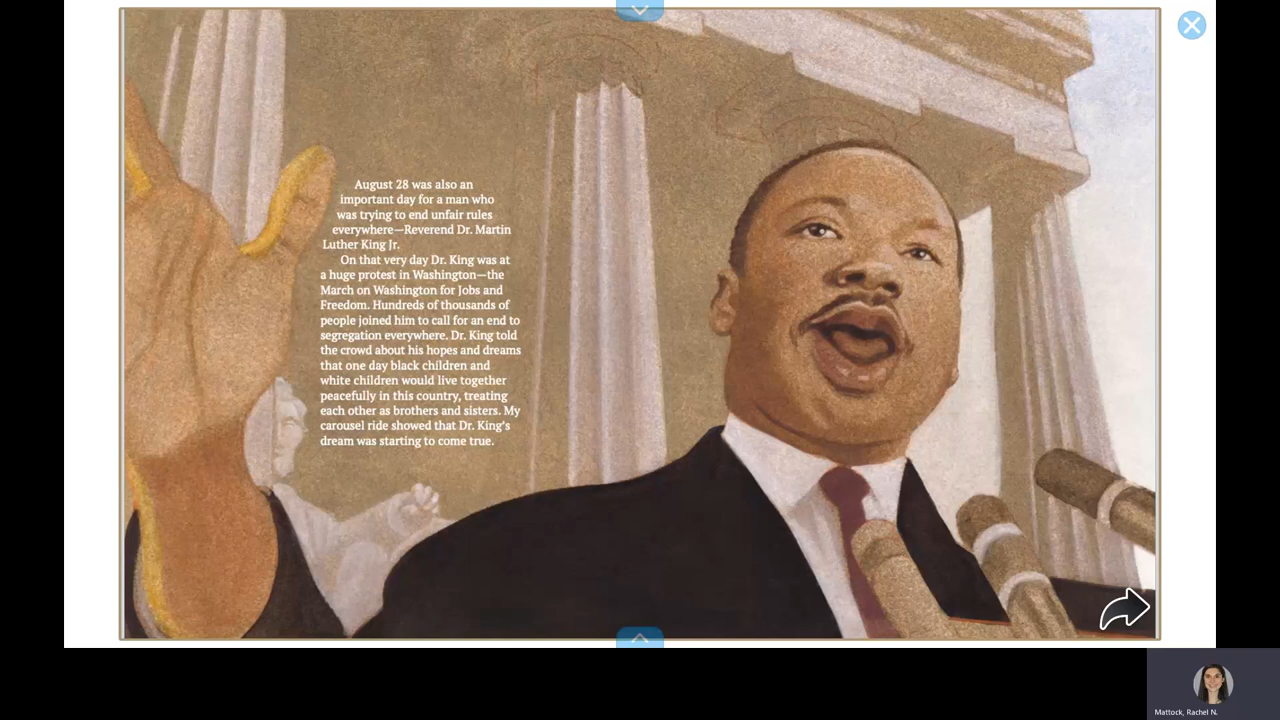 August 28 was also an
important day for a man who
was trying to end unfair rules
everywhere—Reverend Dr. Martin
Luther King Jr.
On that very day Dr. King was at
a huge protest in Washington—the
March on Washington for Jobs and
Freedom. Hundreds of thousands of
people joined him to call for an end to
segregation everywhere. Dr. King told
the crowd about his hopes and dreams
that one day black children and
white children would live together
peacefully in this country, treating
each other as brothers and sisters. My
carousel ride showed that Dr. King's
dream was starting to come true.
Mattock, Rachel N.